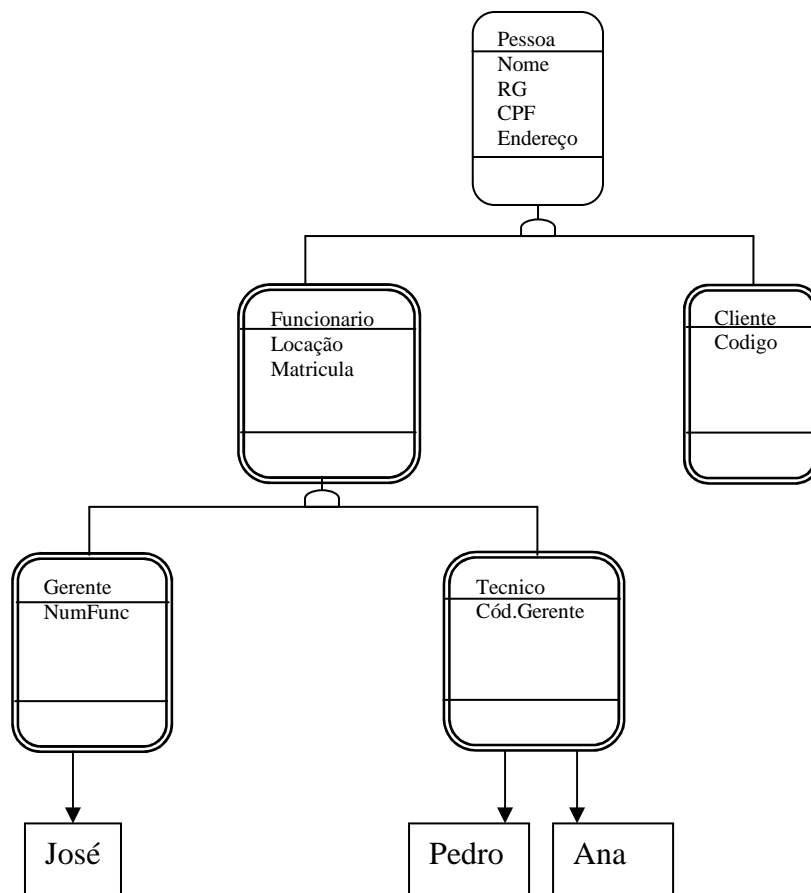 Pessoa
Nome
RG
CPF
Endereço
Funcionario
Locação
Matricula
Cliente
Codigo
Gerente
NumFunc
Tecnico
Cód.Gerente
José
Pedro
Ana